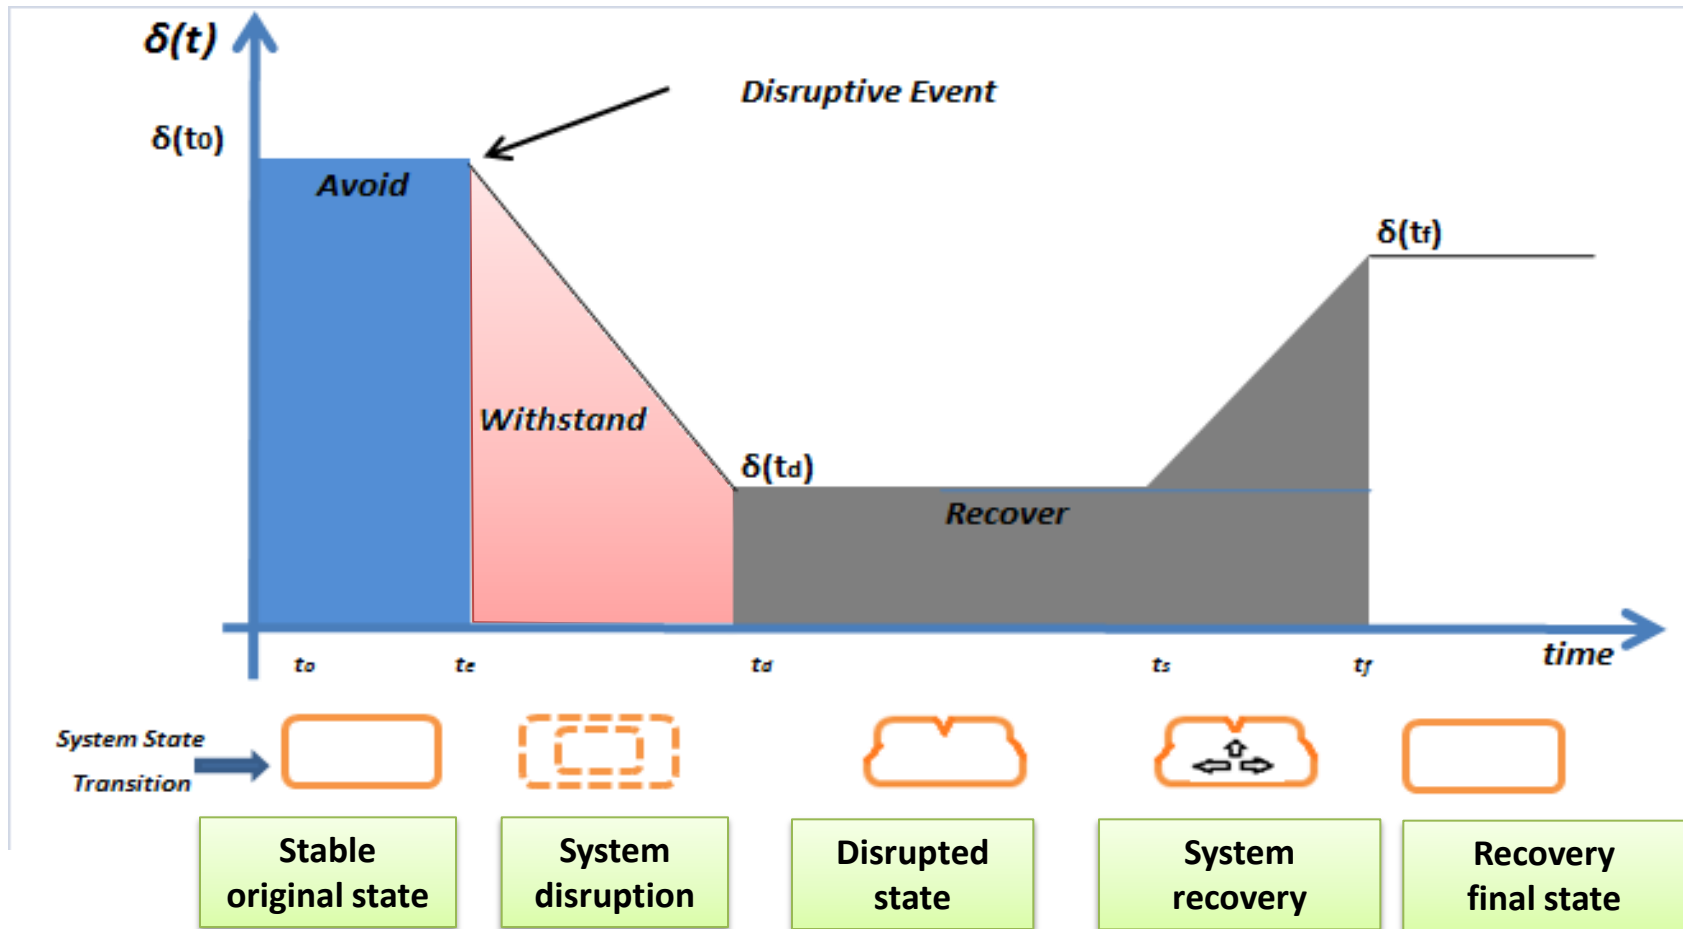 δ(t)
Disruptive Event
δ(t0)
Avoid
δ(tf)
Withstand
δ(td)
Recover
to
te
td
ts
tf
time
System State
Transition
Stable
original state
System
disruption
Disrupted
state
System
recovery
Recovery
final state